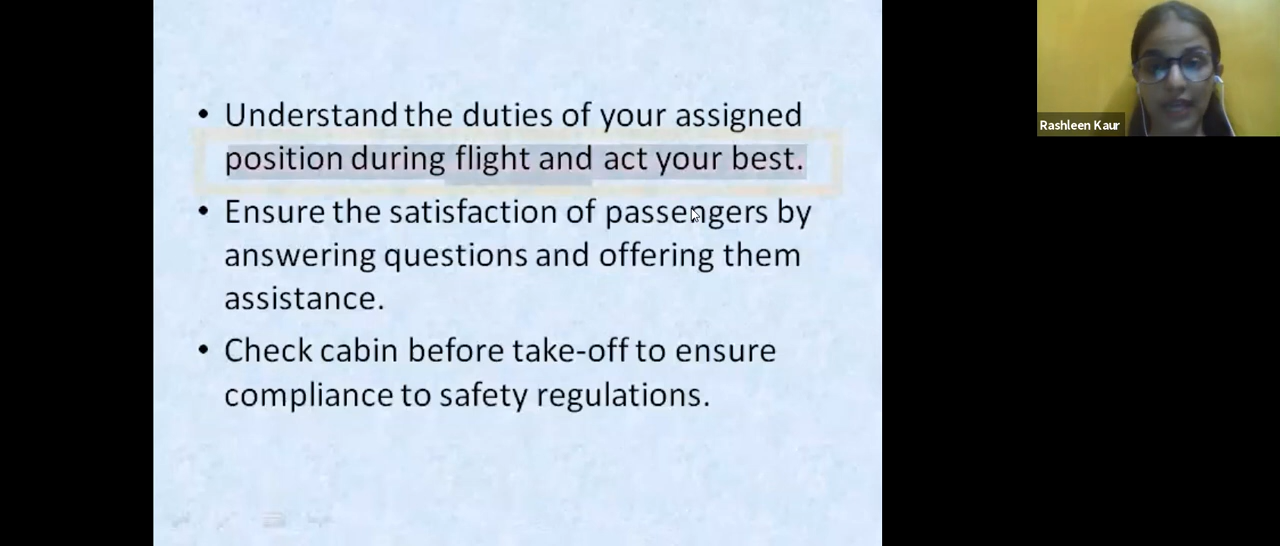 • Understand the duties of your assigned
position during flight and act your best.
• Ensure the satisfaction of passengers by
answering questions and offering them
assistance.
• Check cabin before take-off to ensure
compliance to safety regulations.
Rashleen Kaur